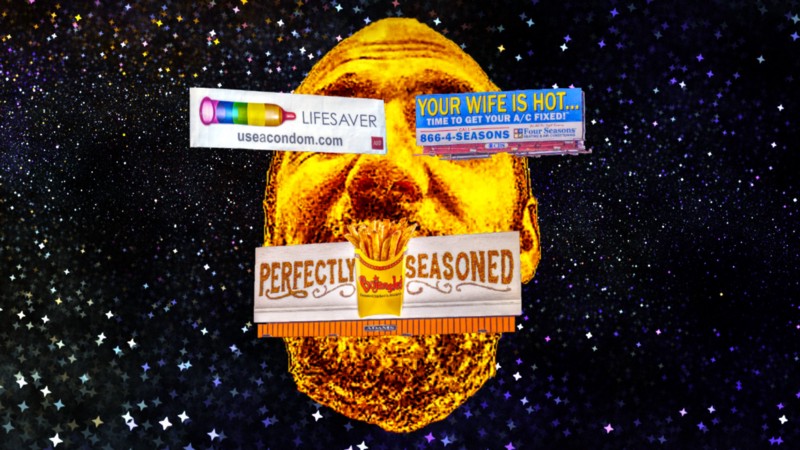 LIFESAVER
useacondom.com
YOUR WIFE IS HOT...
TIME TO GET YOUR A/C FIXED!
866-4-SEASONS
Four Seasons
PERFECTLY SEASONED
Bojangles